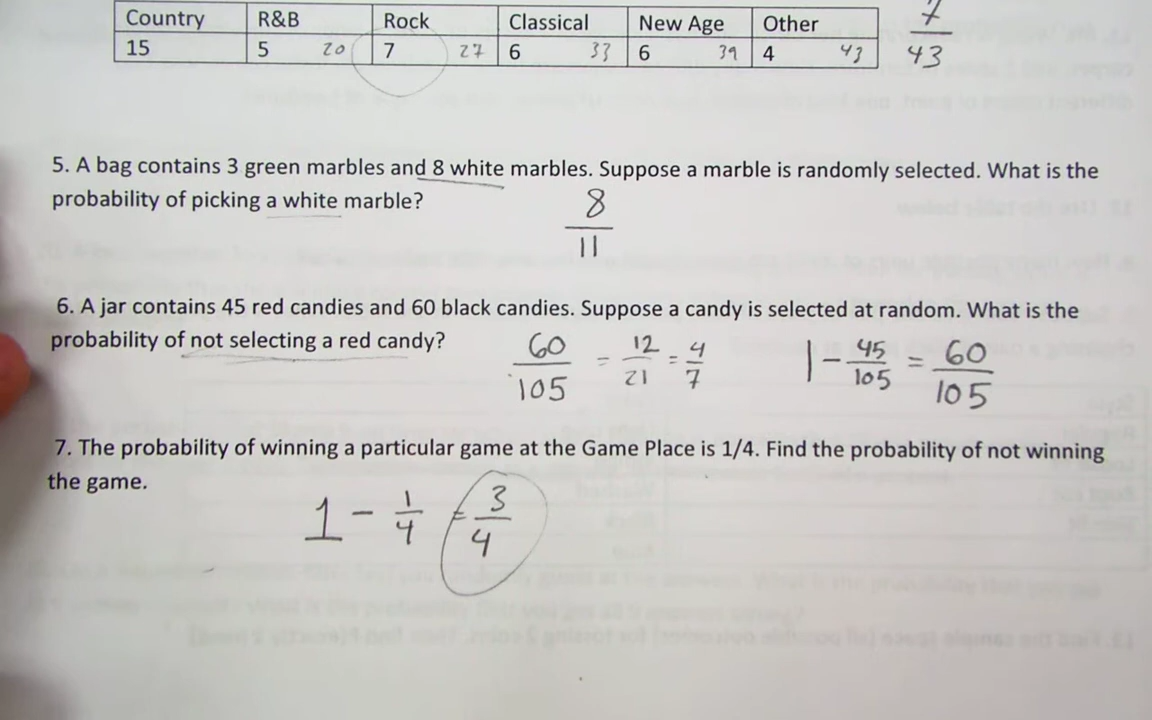 Country R&B Rock Classical New Age Other 7
15 5 20 7 27 6 33 6 39 4 43 43
5. A bag contains 3 green marbles and 8 white marbles. Suppose a marble is randomly selected. What is the
probability of picking a white marble?
8
11
6. A jar contains 45 red candies and 60 black candies. Suppose a candy is selected at random. What is the
probability of not selecting a red candy?
60/105 = 12/21 = 4/7
1 - 45/105 = 60/105
7. The probability of winning a particular game at the Game Place is 1/4. Find the probability of not winning
the game.
1 - 1/4 = 3/4